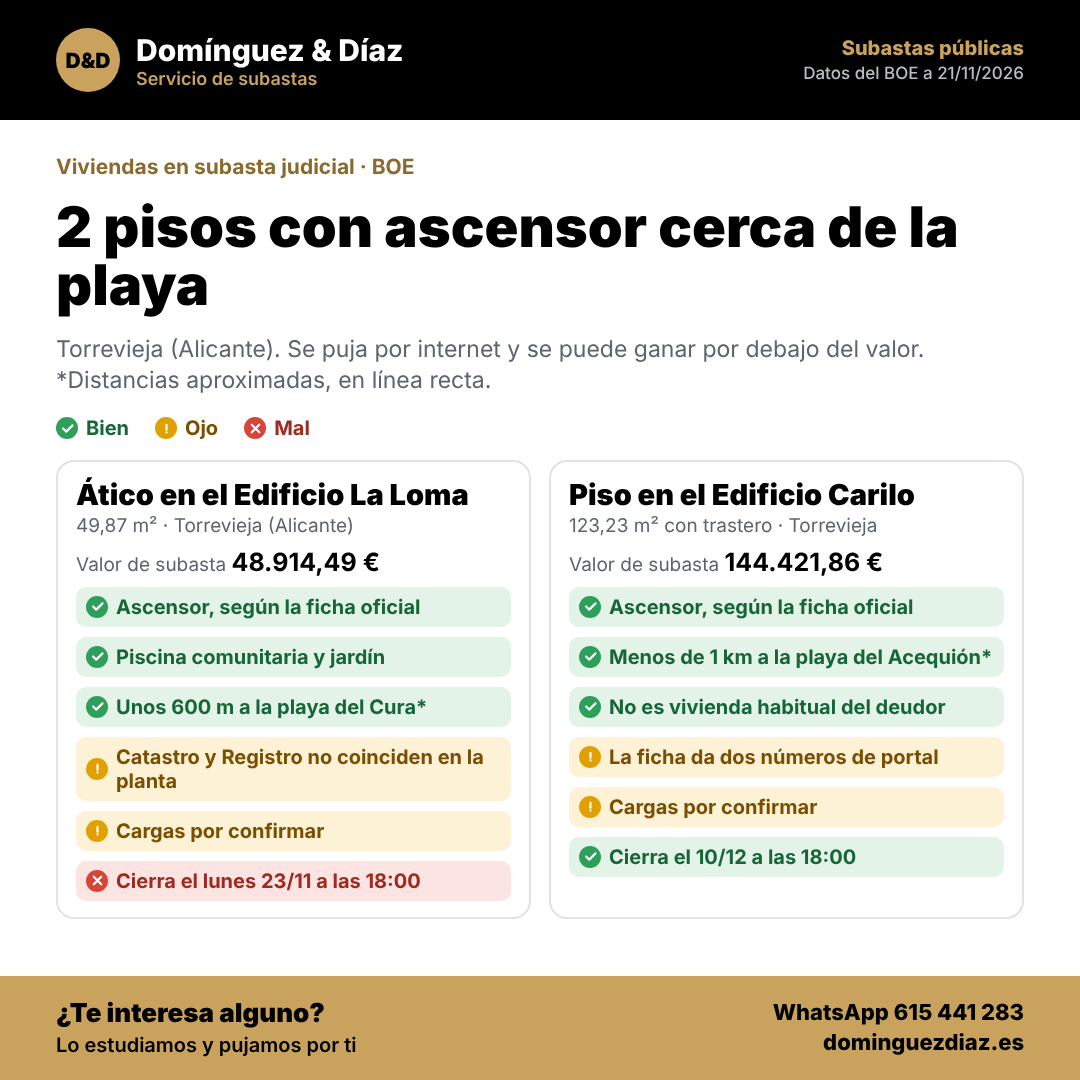 D&D
Domínguez & Díaz
Servicio de subastas
Subastas públicas
Datos del BOE a 21/11/2026
Viviendas en subasta judicial · BOE
2 pisos con ascensor cerca de la
playa
Torrevieja (Alicante). Se puja por internet y se puede ganar por debajo del valor.
*Distancias aproximadas, en línea recta.
Bien
Ojo
Mal
Ático en el Edificio La Loma
49,87 m² · Torrevieja (Alicante)
Valor de subasta 48.914,49 €
Ascensor, según la ficha oficial
Piscina comunitaria y jardín
Unos 600 m a la playa del Cura*
Catastro y Registro no coinciden en la
planta
Cargas por confirmar
Cierra el lunes 23/11 a las 18:00
Piso en el Edificio Carilo
123,23 m² con trastero · Torrevieja
Valor de subasta 144.421,86 €
Ascensor, según la ficha oficial
Menos de 1 km a la playa del Acequión*
No es vivienda habitual del deudor
La ficha da dos números de portal
Cargas por confirmar
Cierra el 10/12 a las 18:00
¿Te interesa alguno?
Lo estudiamos y pujamos por ti
WhatsApp 615 441 283
dominguezdiaz.es